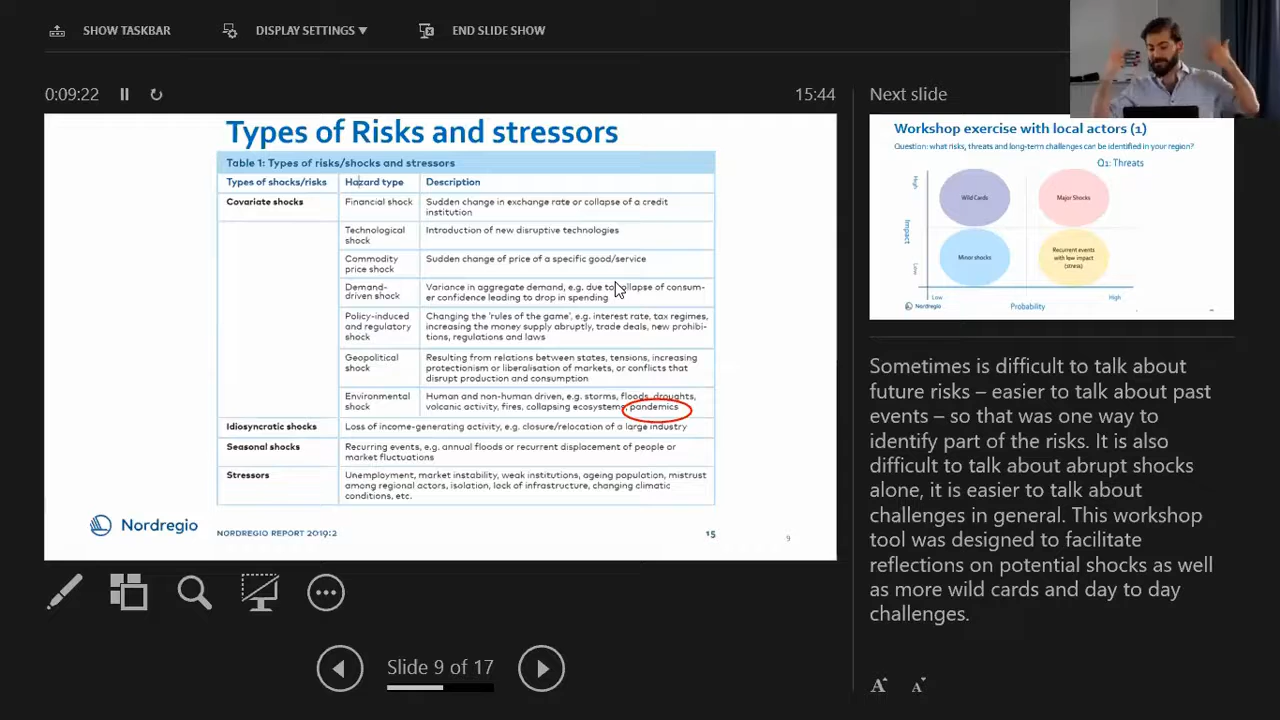 SHOW TASKBAR
DISPLAY SETTINGS ▼
END SLIDE SHOW
0:09:22
15:44
Types of Risks and stressors
Table 1: Types of risks/shocks and stressors
Types of shocks/risks Hazard type Description
Covariate shocks Financial shock Sudden change in exchange rate or collapse of a credit
institution
Technological Introduction of new disruptive technologies
shock
Commodity Sudden change of price of a specific good/service
price shock
Demand- Variance in aggregate demand, e.g. due to collapse of consum-
driven shock er confidence leading to drop in spending
Policy-induced Changing the 'rules of the game', e.g. interest rate, tax regimes,
and regulatory increasing the money supply abruptly, trade deals, new prohibi-
shock tions, regulations and laws
Geopolitical Resulting from relations between states, tensions, increasing
shock protectionism or liberalisation of markets, or conflicts that
disrupt production and consumption
Environmental Human and non-human driven, e.g. storms, floods, droughts,
shock volcanic activity, fires, collapsing ecosystems, pandemics
Idiosyncratic shocks Loss of income-generating activity, e.g. closure/relocation of a large industry
Seasonal shocks Recurring events, e.g. annual floods or recurrent displacement of people or
market fluctuations
Stressors Unemployment, market instability, weak institutions, ageing population, mistrust
among regional actors, isolation, lack of infrastructure, changing climatic
conditions, etc.
Nordregio
NORDREGIO REPORT 2019:2
15
9
Slide 9 of 17
Next slide
Workshop exercise with local actors (1)
Question: what risks, threats and long-term challenges can be identified in your region?
Q1: Threats
High
Wild Cards
Major Shocks
Impact
Minor shocks
Recurrent events
with low impact
(stress)
Low
Low
High
Probability
Nordregio
Sometimes is difficult to talk about
future risks – easier to talk about past
events – so that was one way to
identify part of the risks. It is also
difficult to talk about abrupt shocks
alone, it is easier to talk about
challenges in general. This workshop
tool was designed to facilitate
reflections on potential shocks as well
as more wild cards and day to day
challenges.
A A